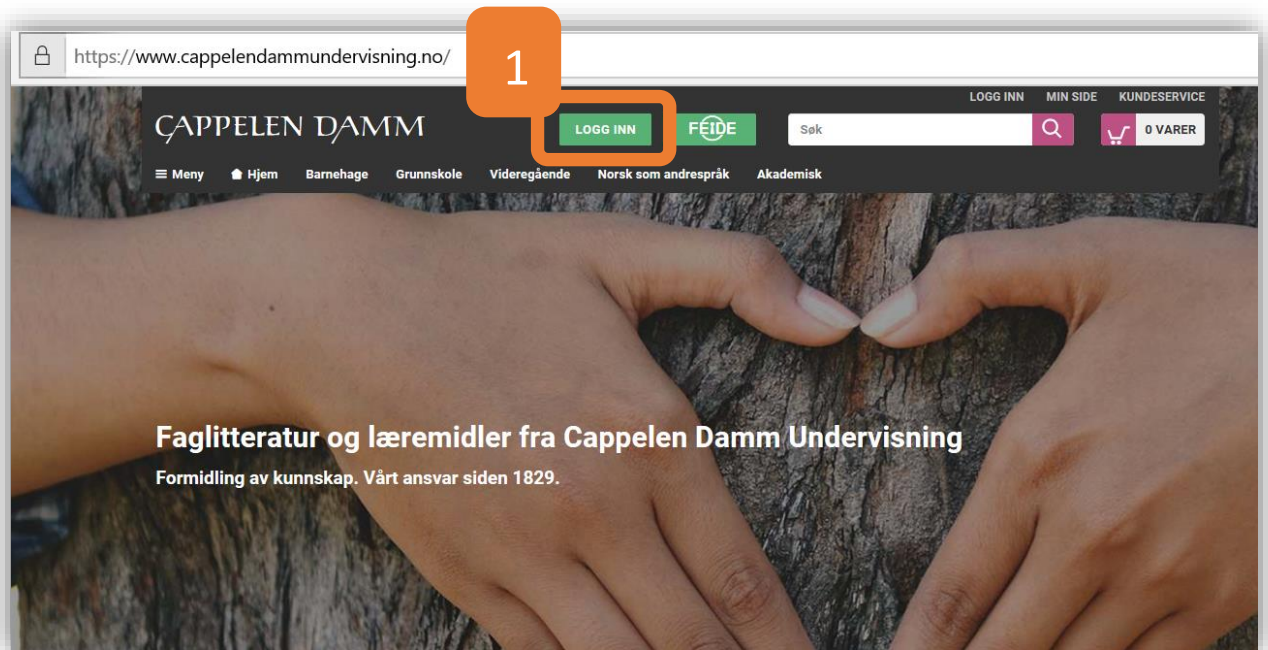 https://www.cappelendammundervisning.no/
1
LOGG INN MIN SIDE KUNDESERVICE
CAPPELEN DAMM LOGG INN FEIDE Søk 0 VARER
Meny Hjem Barnehage Grunnskole Videregående Norsk som andrespråk Akademisk
Faglitteratur og læremidler fra Cappelen Damm Undervisning
Formidling av kunnskap. Vårt ansvar siden 1829.